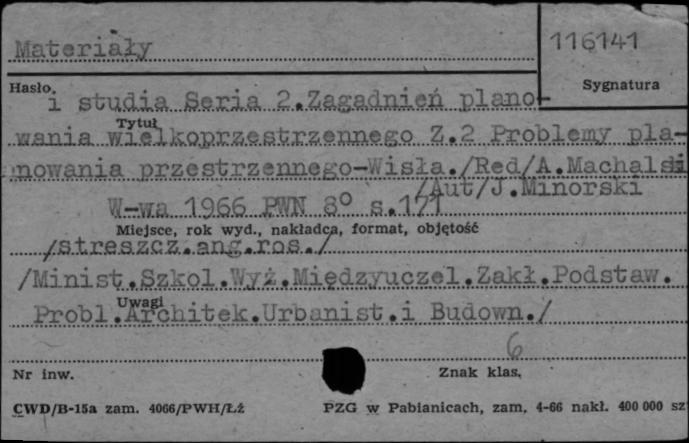 Materiały
116141
Hasło.
Sygnatura
i studia Seria 2.Zagadnień plano-
Tytuł
wania wielkoprzestrzennego Z.2 Problemy pla-
nowania przestrzennego-Wisła./Red/A.Machalski
/Aut/J.Minorski
W-wa 1966 PWN 8° s.171
Miejsce, rok wyd., nakładca, format, objętość
/streszcz.ang.ros./
/Minist.Szkol.Wyż.Międzyuczel.Zakł.Podstaw.
Uwagi
Probl.Architek.Urbanist.i Budown./
6
Nr inw.
Znak klas.
CWD/B-15a zam. 4066/PWH/Łź
PZG w Pabianicach, zam. 4-66 nakł. 400 000 sz